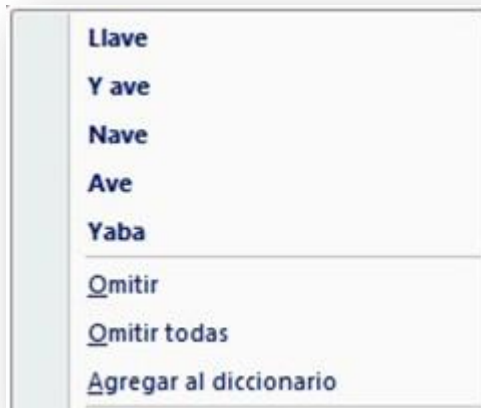 Llave
Y ave
Nave
Ave
Yaba
Omitir
Omitir todas
Agregar al diccionario